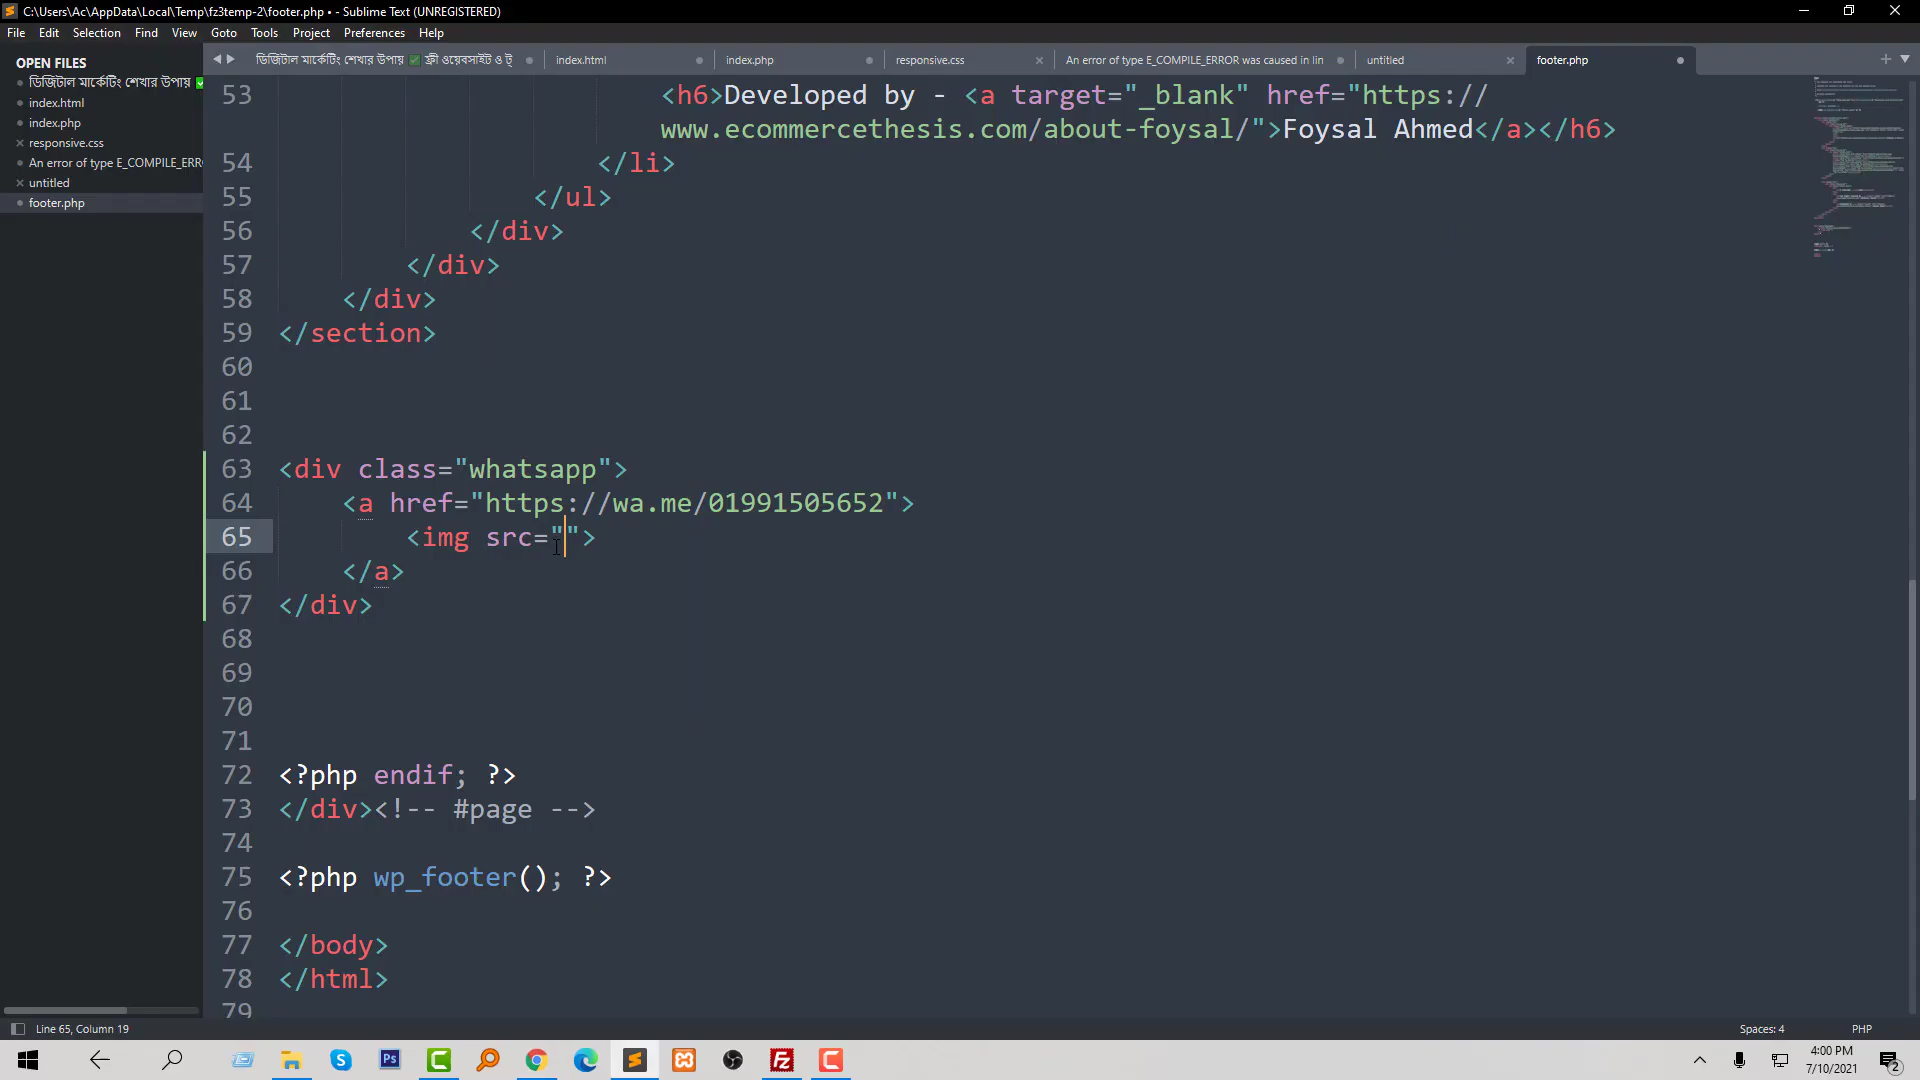 C:\Users\Ac\AppData\Local\Temp\fz3temp-2\footer.php • - Sublime Text (UNREGISTERED)
File Edit Selection Find View Goto Tools Project Preferences Help
OPEN FILES
ডিজিটাল মার্কেটিং শেখার উপায় ✅
index.html
index.php
responsive.css
An error of type E_COMPILE_ERR
untitled
footer.php
ডিজিটাল মার্কেটিং শেখার উপায় ✅ ফ্রী ওয়েবসাইট ও ট্
index.html
index.php
responsive.css
An error of type E_COMPILE_ERROR was caused in lin
untitled
footer.php
53 <h6>Developed by - <a target="_blank" href="https://
www.ecommercethesis.com/about-foysal/">Foysal Ahmed</a></h6>
54 </li>
55 </ul>
56 </div>
57 </div>
58 </div>
59 </section>
60
61
62
63 <div class="whatsapp">
64 <a href="https://wa.me/01991505652">
65 <img src="">
66 </a>
67 </div>
68
69
70
71
72 <?php endif; ?>
73 </div><!-- #page -->
74
75 <?php wp_footer(); ?>
76
77 </body>
78 </html>
79
Line 65, Column 19
Spaces: 4
PHP
4:00 PM
7/10/2021
2